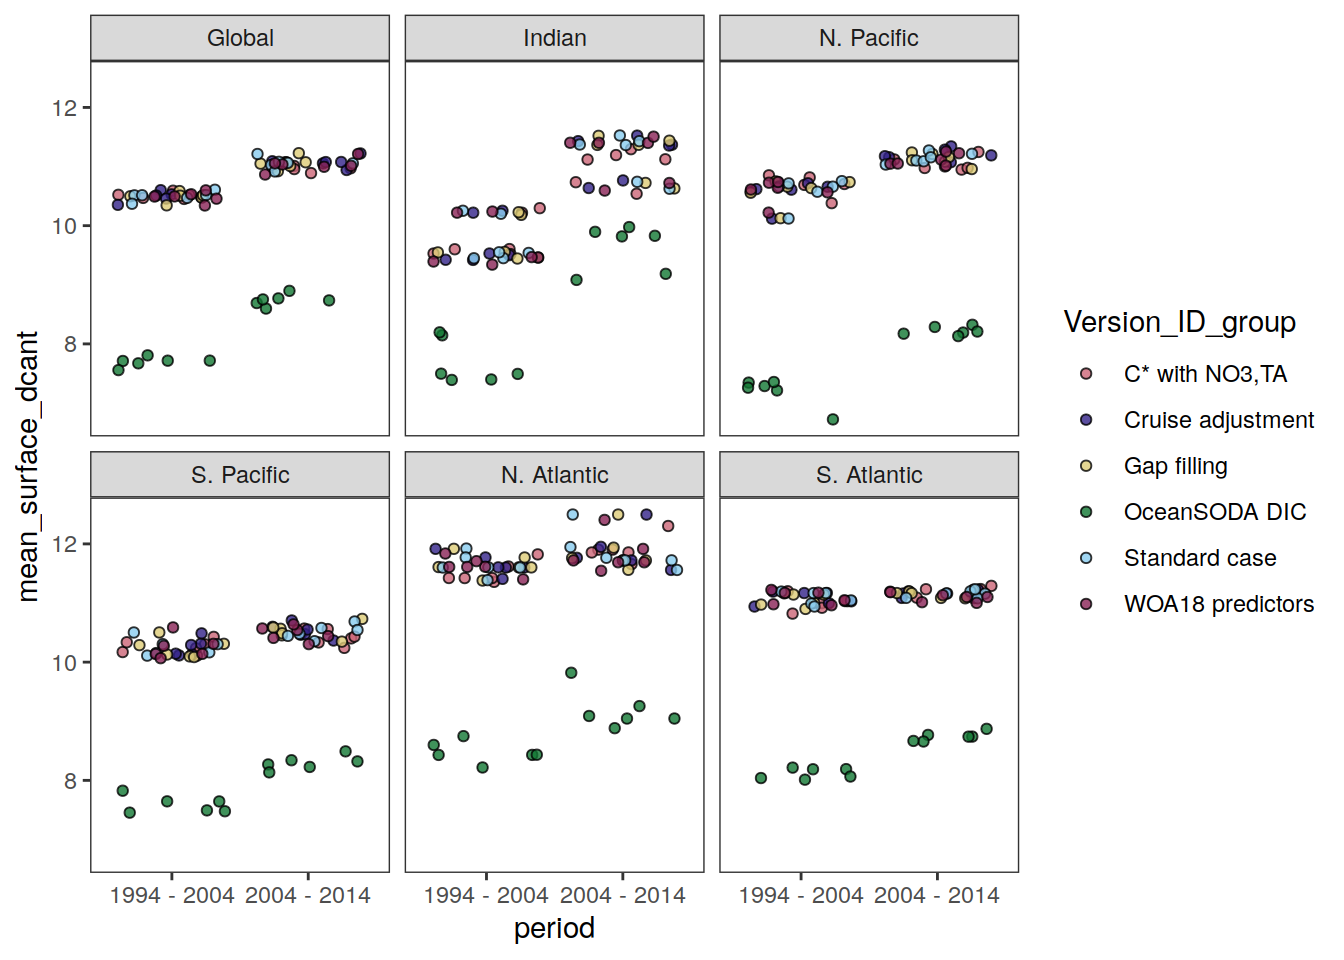 Global
Indian
N. Pacific
12
10
8
S. Pacific
N. Atlantic
S. Atlantic
12
10
8
mean_surface_dcant
1994 - 2004
2004 - 2014
1994 - 2004
2004 - 2014
1994 - 2004
2004 - 2014
period
Version_ID_group
C* with NO3,TA
Cruise adjustment
Gap filling
OceanSODA DIC
Standard case
WOA18 predictors